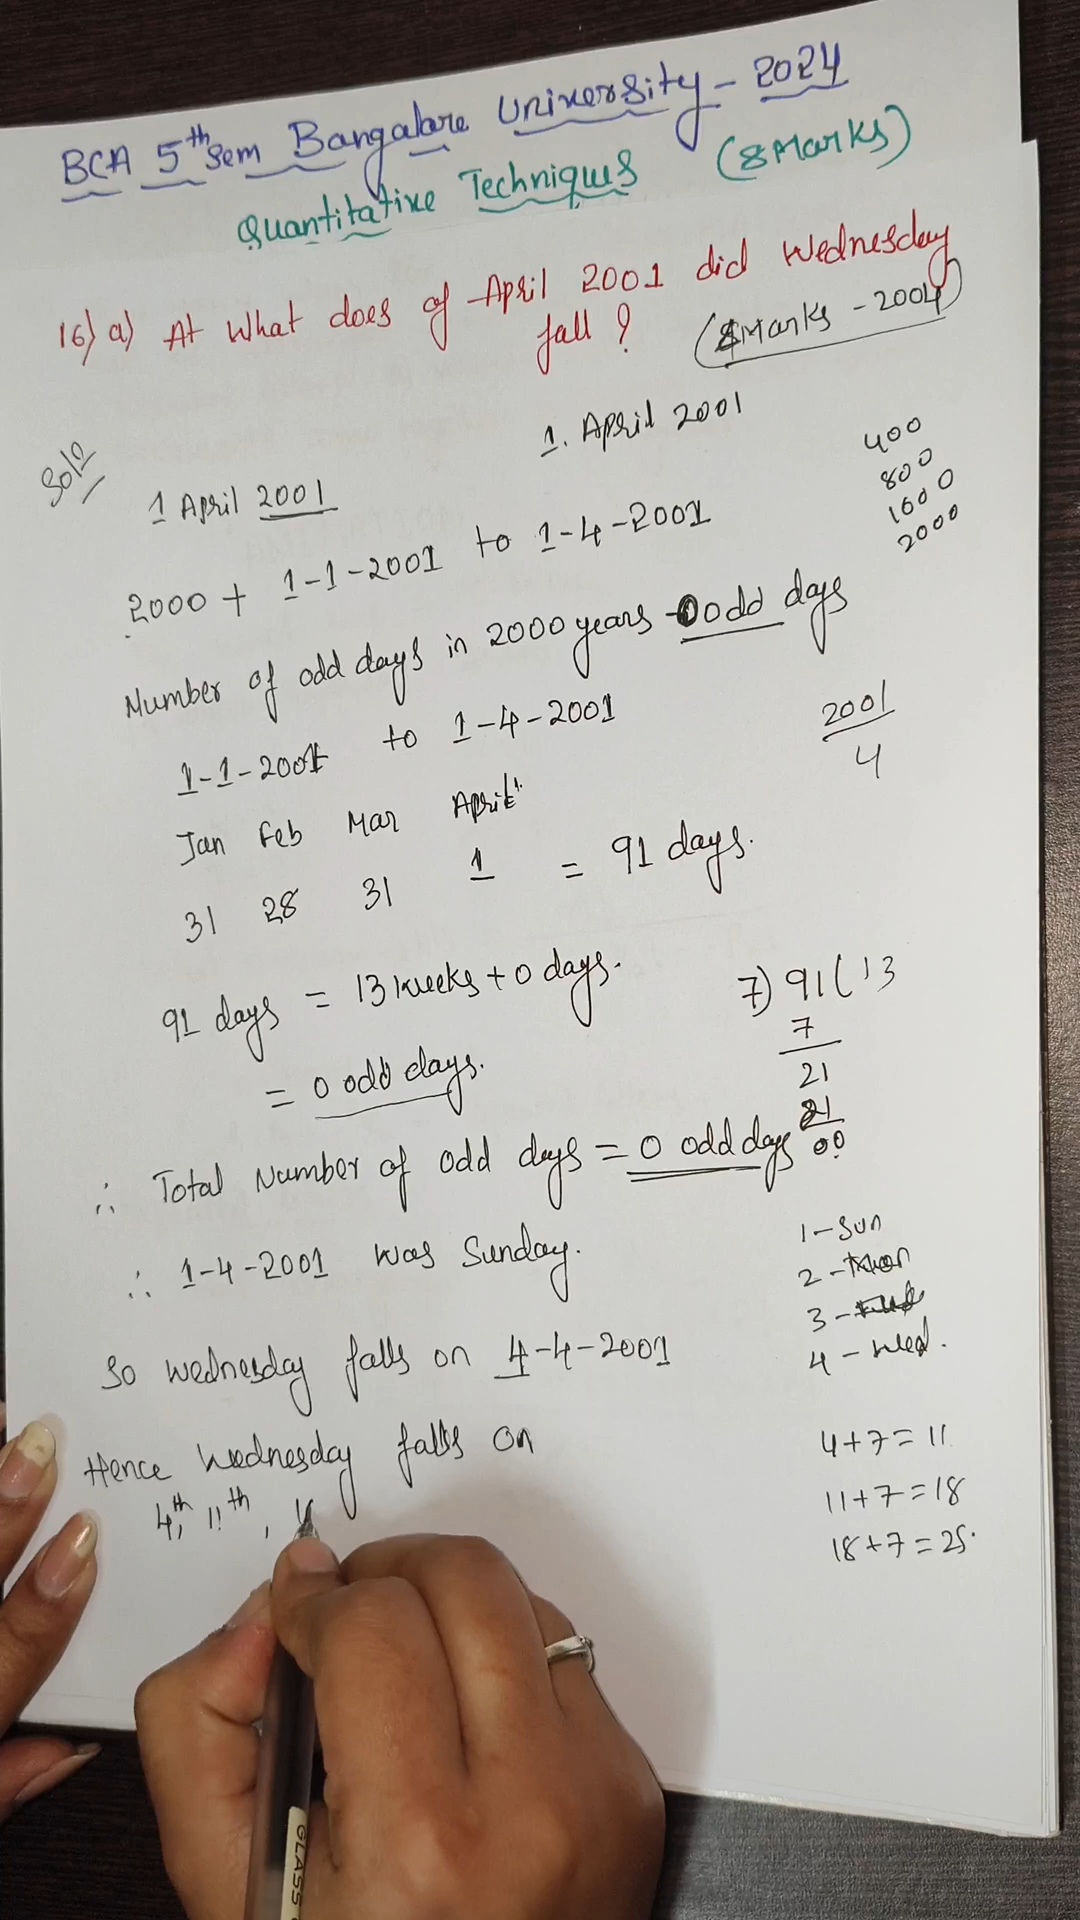 BCA 5th sem Bangalore University - 2024
Quantitative Techniques (8 Marks)
16) a) At what does of April 2001 did Wednesday
fall ? (8 Marks - 2004)
1. April 2001
400
800
1600
2000
Soln
1 April 2001
2000 + 1-1-2001 to 1-4-2001
Number of odd days in 2000 years - 0 odd days
1-1-2001 to 1-4-2001
2001
4
Jan Feb Mar April
31 28 31 1 = 91 days.
91 days = 13 weeks + 0 days.
7) 91 ( 13
7
21
21
00
= 0 odd days.
∴ Total Number of odd days = 0 odd days
∴ 1-4-2001 was Sunday.
1 - Sun
2 -
3 -
4 - Wed.
So Wednesday falls on 4-4-2001
Hence Wednesday falls on
4th, 11th,
4+7=11
11+7=18
18+7=25.
GLASS